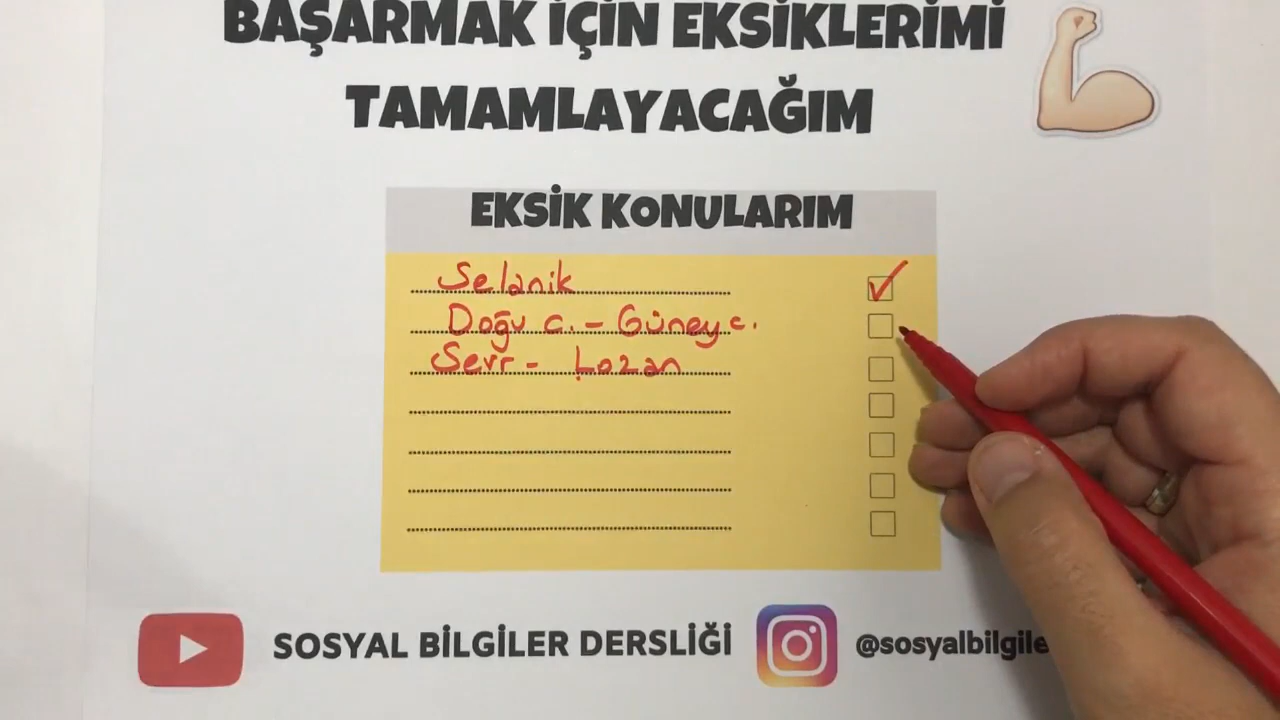 BAŞARMAK İÇİN EKSİKLERİMİ
TAMAMLAYACAĞIM
EKSİK KONULARIM
Selanik
Doğu c. - Güney c.
Sevr - Lozan
SOSYAL BİLGİLER DERSLİĞİ
@sosyalbilgile